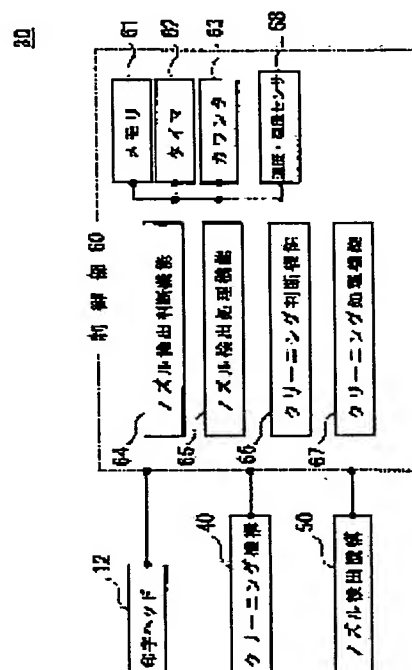 30
制御部 60
61
メモリ
62
タイマ
63
カウンタ
68
温度・湿度センサ
64
ノズル検出判断機能
65
ノズル検出処理機能
66
クリーニング判断機能
67
クリーニング処理機能
12
印字ヘッド
40
クリーニング機構
50
ノズル検出機構